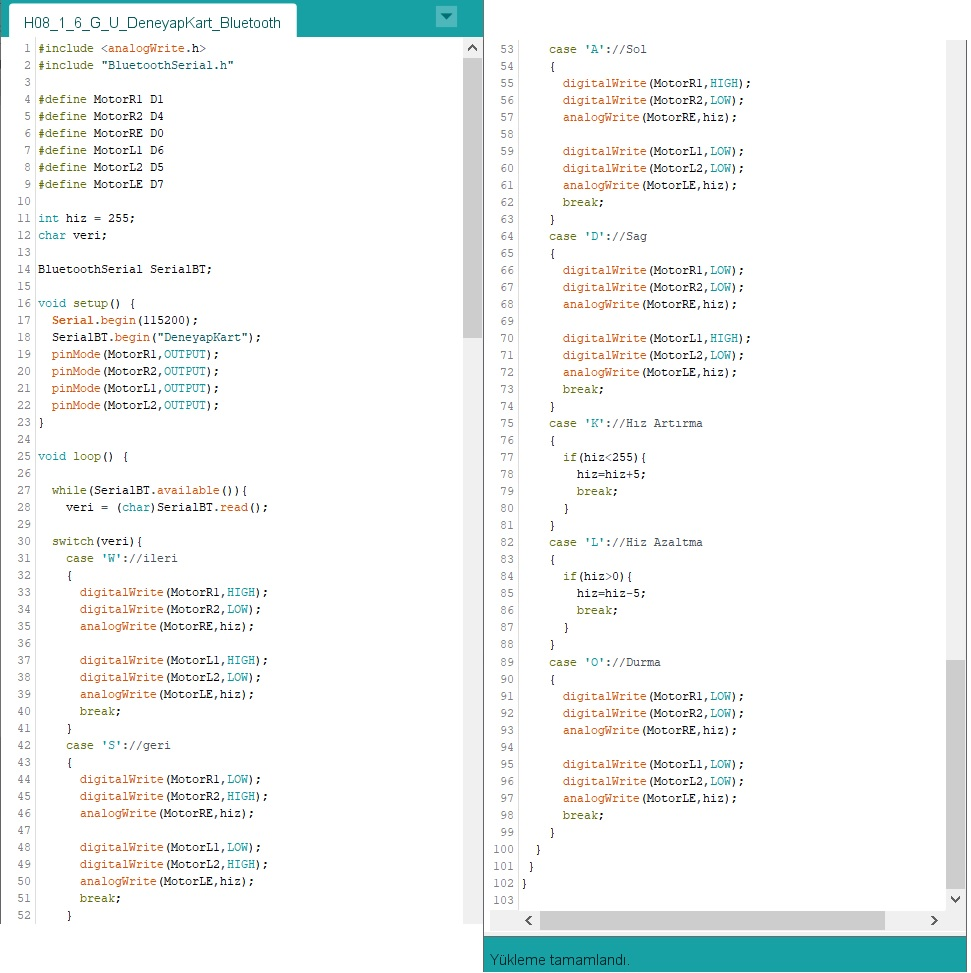 H08_1_6_G_U_DeneyapKart_Bluetooth
1 #include <analogWrite.h>
2 #include "BluetoothSerial.h"
3
4 #define MotorR1 D1
5 #define MotorR2 D4
6 #define MotorRE D0
7 #define MotorL1 D6
8 #define MotorL2 D5
9 #define MotorLE D7
10
11 int hiz = 255;
12 char veri;
13
14 BluetoothSerial SerialBT;
15
16 void setup() {
17   Serial.begin(115200);
18   SerialBT.begin("DeneyapKart");
19   pinMode(MotorR1,OUTPUT);
20   pinMode(MotorR2,OUTPUT);
21   pinMode(MotorL1,OUTPUT);
22   pinMode(MotorL2,OUTPUT);
23 }
24
25 void loop() {
26
27   while(SerialBT.available()){
28     veri = (char)SerialBT.read();
29
30   switch(veri){
31     case 'W'://ileri
32     {
33       digitalWrite(MotorR1,HIGH);
34       digitalWrite(MotorR2,LOW);
35       analogWrite(MotorRE,hiz);
36
37       digitalWrite(MotorL1,HIGH);
38       digitalWrite(MotorL2,LOW);
39       analogWrite(MotorLE,hiz);
40       break;
41     }
42     case 'S'://geri
43     {
44       digitalWrite(MotorR1,LOW);
45       digitalWrite(MotorR2,HIGH);
46       analogWrite(MotorRE,hiz);
47
48       digitalWrite(MotorL1,LOW);
49       digitalWrite(MotorL2,HIGH);
50       analogWrite(MotorLE,hiz);
51       break;
52     }
53     case 'A'://Sol
54     {
55       digitalWrite(MotorR1,HIGH);
56       digitalWrite(MotorR2,LOW);
57       analogWrite(MotorRE,hiz);
58
59       digitalWrite(MotorL1,LOW);
60       digitalWrite(MotorL2,LOW);
61       analogWrite(MotorLE,hiz);
62       break;
63     }
64     case 'D'://Sag
65     {
66       digitalWrite(MotorR1,LOW);
67       digitalWrite(MotorR2,LOW);
68       analogWrite(MotorRE,hiz);
69
70       digitalWrite(MotorL1,HIGH);
71       digitalWrite(MotorL2,LOW);
72       analogWrite(MotorLE,hiz);
73       break;
74     }
75     case 'K'://Hız Artırma
76     {
77       if(hiz<255){
78         hiz=hiz+5;
79         break;
80       }
81     }
82     case 'L'://Hiz Azaltma
83     {
84       if(hiz>0){
85         hiz=hiz-5;
86         break;
87       }
88     }
89     case 'O'://Durma
90     {
91       digitalWrite(MotorR1,LOW);
92       digitalWrite(MotorR2,LOW);
93       analogWrite(MotorRE,hiz);
94
95       digitalWrite(MotorL1,LOW);
96       digitalWrite(MotorL2,LOW);
97       analogWrite(MotorLE,hiz);
98       break;
99     }
100   }
101  }
102 }
103
Yükleme tamamlandı.